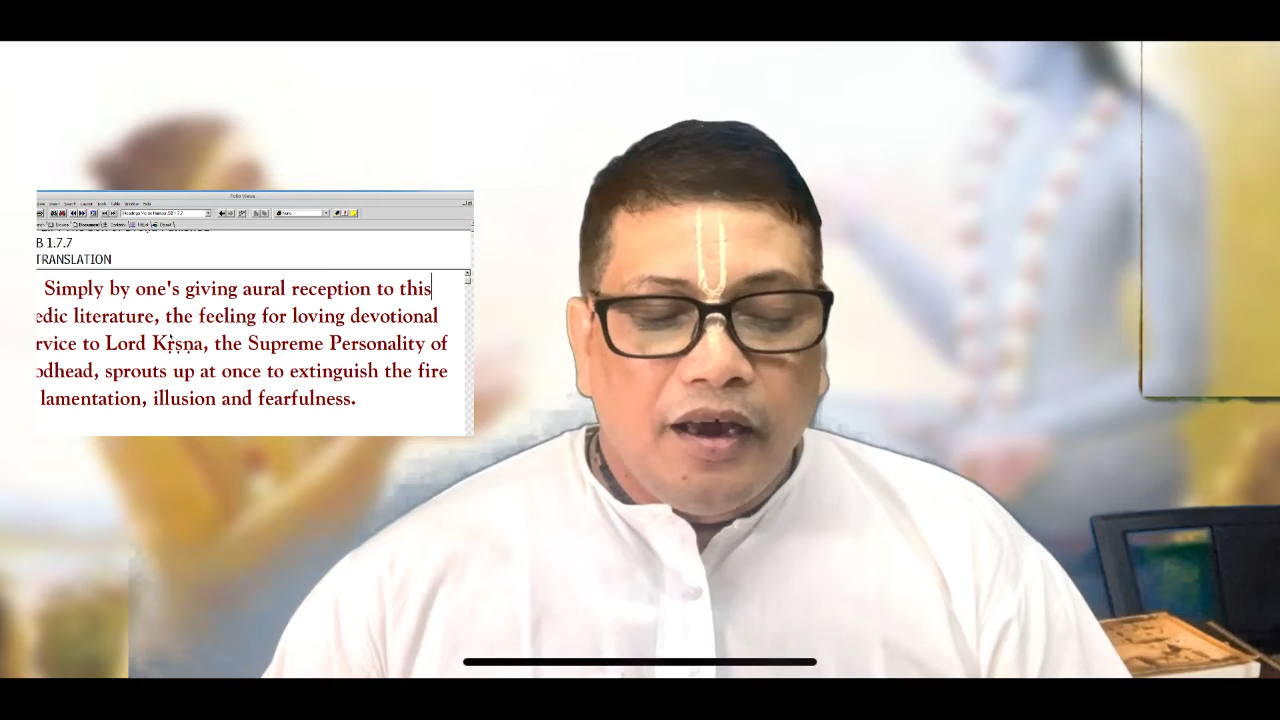 Folio Views
B 1.7.7
TRANSLATION
Simply by one's giving aural reception to this
edic literature, the feeling for loving devotional
rvice to Lord Kṛṣṇa, the Supreme Personality of
odhead, sprouts up at once to extinguish the fire
lamentation, illusion and fearfulness.